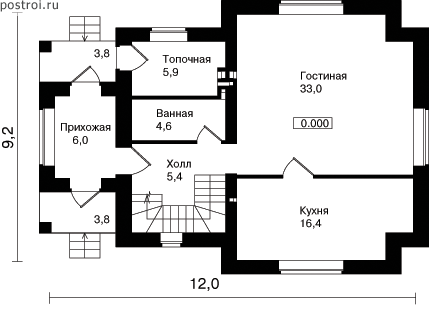 postroi.ru
3,8
Топочная
5,9
Гостиная
33,0
Ванная
4,6
0.000
Прихожая
6,0
Холл
5,4
3,8
Кухня
16,4
9,2
12,0